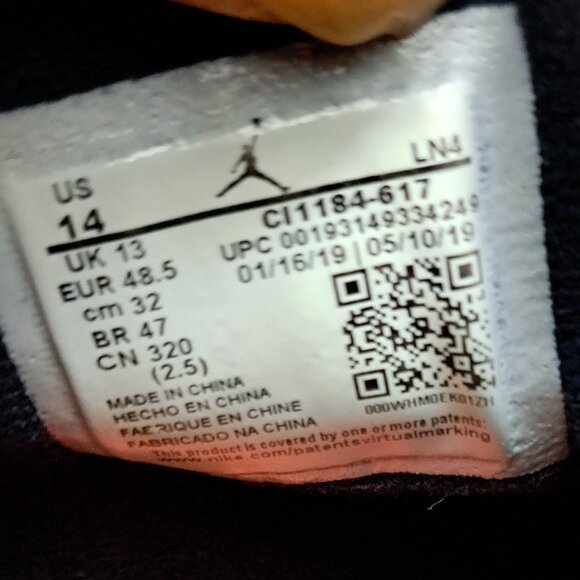 US
14
LN4
CI1184-617
UK 13
UPC 00193149334249
EUR 48.5
01/16/19 | 05/10/19
cm 32
BR 47
CN 320
(2.5)
MADE IN CHINA
HECHO EN CHINA
FABRIQUE EN CHINE
FABRICADO NA CHINA
This product is covered by one or more patents:
www.nike.com/patentsvirtualmarking